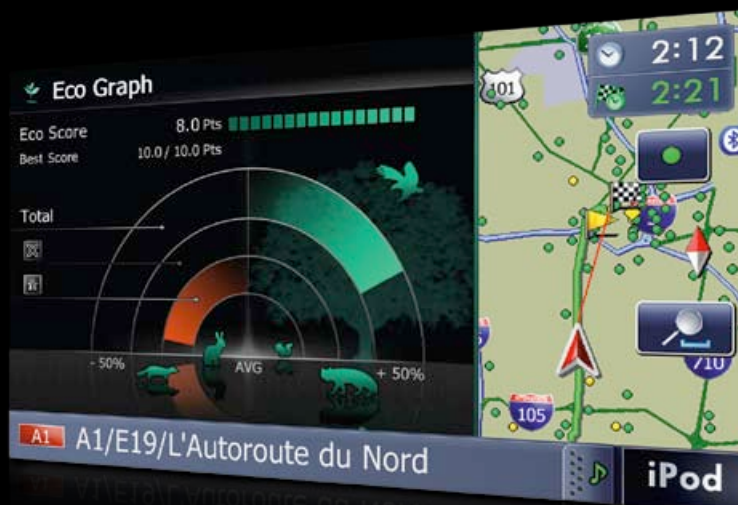 Eco Graph
Eco Score 8.0 Pts
Best Score 10.0 / 10.0 Pts
Total
- 50% AVG + 50%
A1 A1/E19/L'Autoroute du Nord
101
2:12
2:21
710
105
iPod